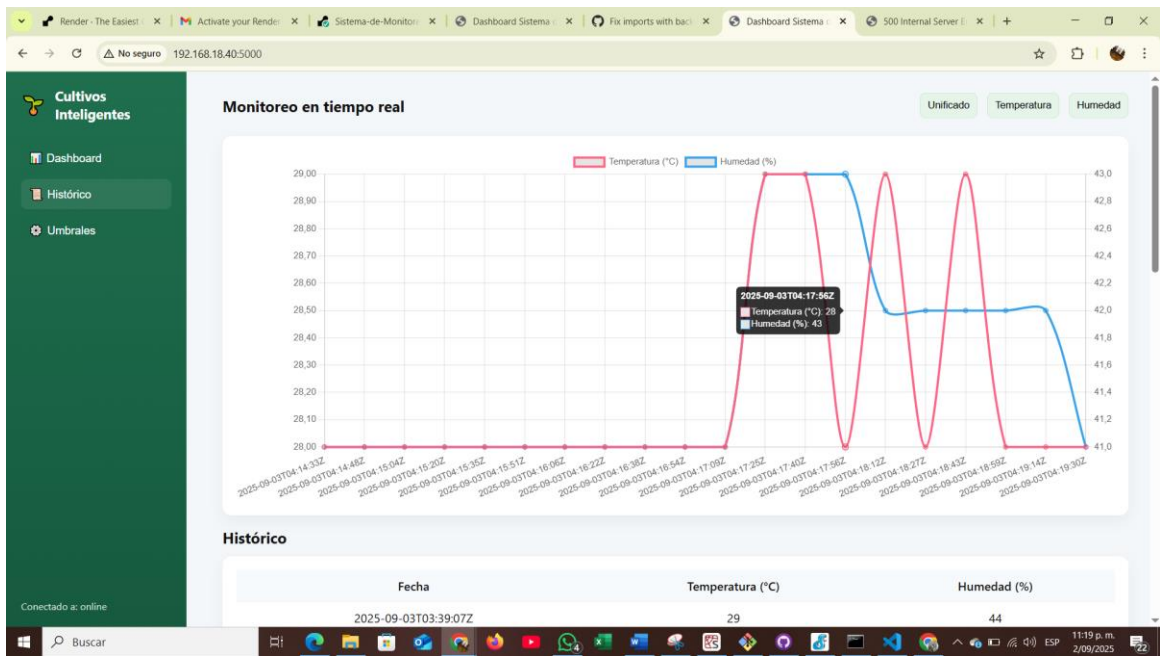 Render - The Easiest
Activate your Render
Sistema-de-Monitore
Dashboard Sistema
Fix imports with back
Dashboard Sistema
500 Internal Server
No seguro
192.168.18.40:5000
Cultivos
Inteligentes
Dashboard
Histórico
Umbrales
Conectado a: online
Monitoreo en tiempo real
Unificado
Temperatura
Humedad
Temperatura (°C)
Humedad (%)
29,00
28,90
28,80
28,70
28,60
28,50
28,40
28,30
28,20
28,10
28,00
43,0
42,8
42,6
42,4
42,2
42,0
41,8
41,6
41,4
41,2
41,0
2025-09-03T04:17:56Z
Temperatura (°C): 28
Humedad (%): 43
2025-09-03T04:14:33Z
2025-09-03T04:14:48Z
2025-09-03T04:15:04Z
2025-09-03T04:15:20Z
2025-09-03T04:15:35Z
2025-09-03T04:15:51Z
2025-09-03T04:16:06Z
2025-09-03T04:16:22Z
2025-09-03T04:16:38Z
2025-09-03T04:16:54Z
2025-09-03T04:17:09Z
2025-09-03T04:17:25Z
2025-09-03T04:17:40Z
2025-09-03T04:17:56Z
2025-09-03T04:18:12Z
2025-09-03T04:18:27Z
2025-09-03T04:18:43Z
2025-09-03T04:18:59Z
2025-09-03T04:19:14Z
2025-09-03T04:19:30Z
Histórico
Fecha Temperatura (°C) Humedad (%)
2025-09-03T03:39:07Z 29 44
Buscar
ESP
11:19 p. m.
2/09/2025
22